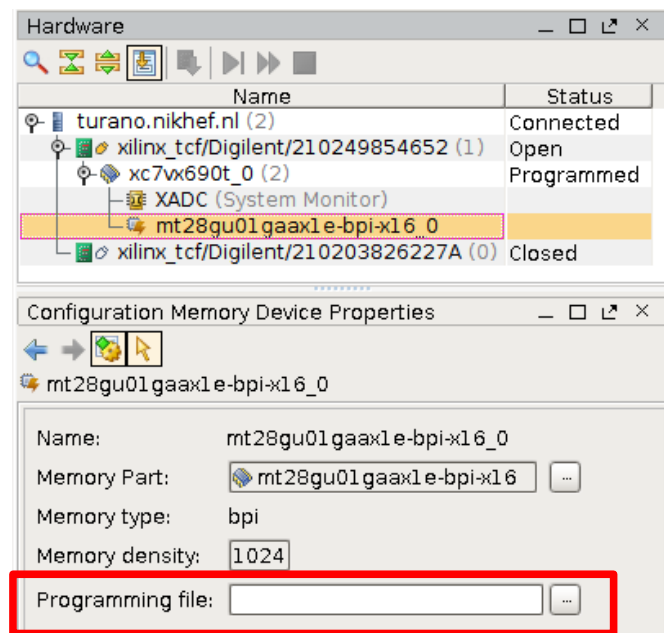 Hardware
Name Status
turano.nikhef.nl (2) Connected
xilinx_tcf/Digilent/210249854652 (1) Open
xc7vx690t_0 (2) Programmed
XADC (System Monitor)
mt28gu01gaax1e-bpi-x16_0
xilinx_tcf/Digilent/210203826227A (0) Closed
Configuration Memory Device Properties
mt28gu01gaax1e-bpi-x16_0
Name: mt28gu01gaax1e-bpi-x16_0
Memory Part: mt28gu01gaax1e-bpi-x16 ...
Memory type: bpi
Memory density: 1024
Programming file: ...